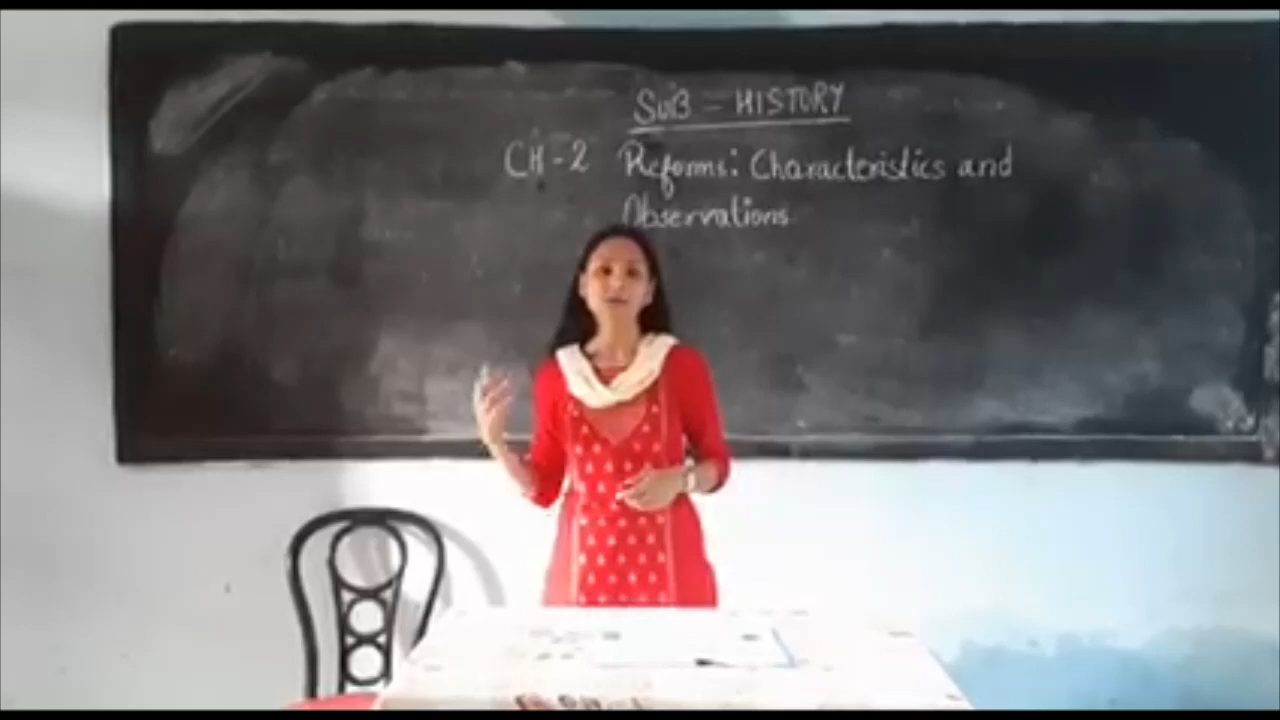 SUB - HISTORY
CH-2 Reforms: Characteristics and
Observations